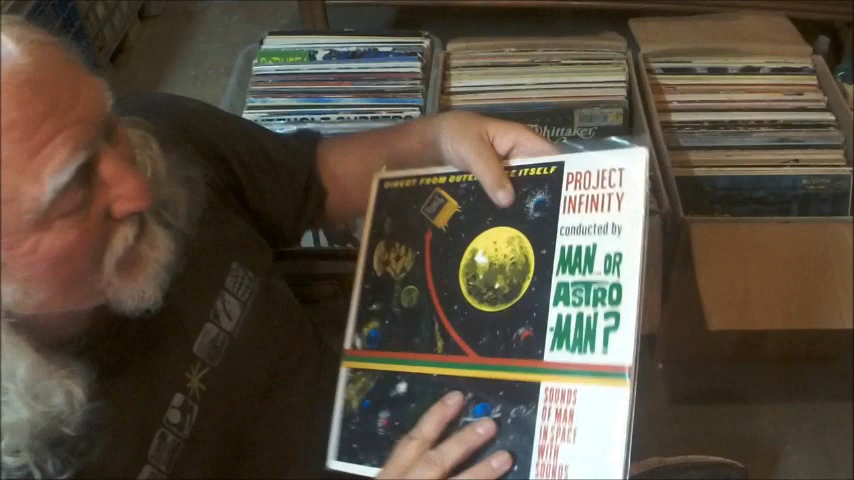 DIRECT FROM OUTER ITSELF
PROJECT
INFINITY
conducted by
MAN.. OR
ASTRO
-MAN?
SOUNDS
OF MAN
IN SPACE
WITH
SOUNDS
Whittaker